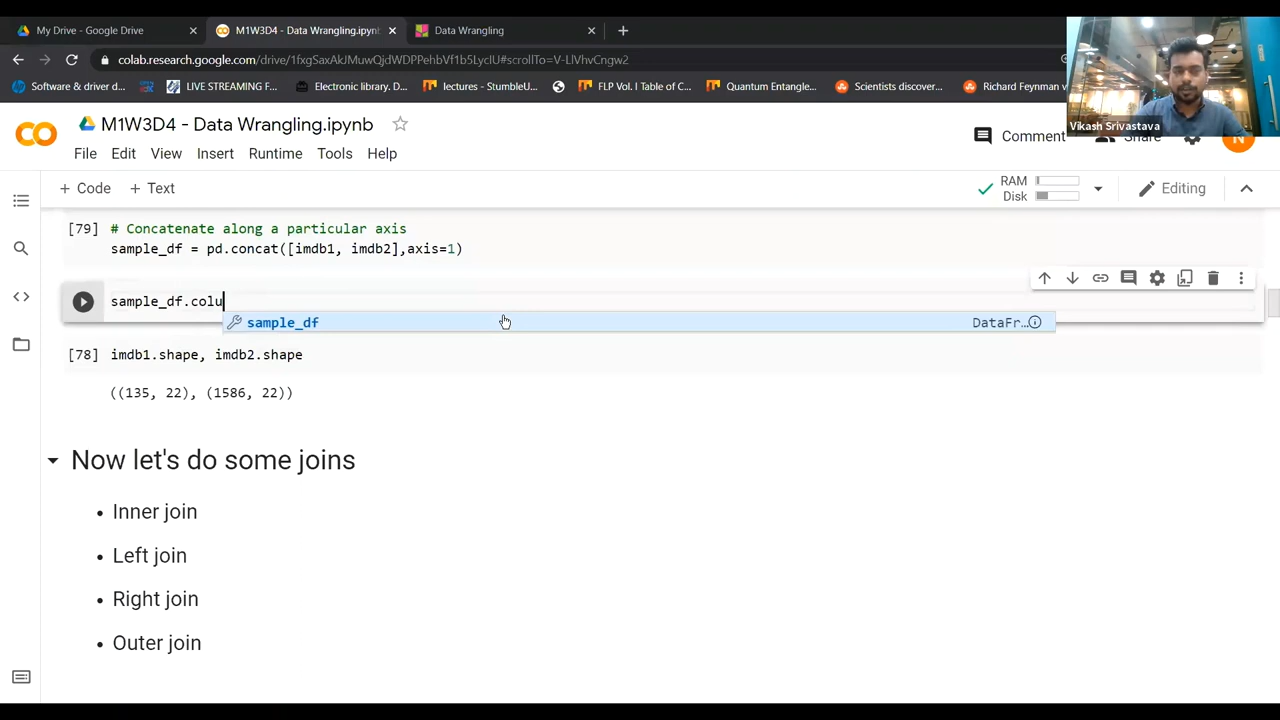 My Drive - Google Drive
M1W3D4 - Data Wrangling.ipynb
Data Wrangling
colab.research.google.com/drive/1fxgSaxAkJMuwQjdWDPPehbVf1b5LycIU#scrollTo=V-LlVhvCngw2
Software & driver d...
LIVE STREAMING F...
Electronic library. D...
lectures - StumbleU...
FLP Vol. I Table of C...
Quantum Entangle...
Scientists discover...
Richard Feynman
Vikash Srivastava
M1W3D4 - Data Wrangling.ipynb
Comment
Share
N
File Edit View Insert Runtime Tools Help
+ Code + Text
RAM
Disk
Editing
[79] # Concatenate along a particular axis
sample_df = pd.concat([imdb1, imdb2],axis=1)
sample_df.colu
sample_df DataFr...
[78] imdb1.shape, imdb2.shape
((135, 22), (1586, 22))
Now let's do some joins
• Inner join
• Left join
• Right join
• Outer join